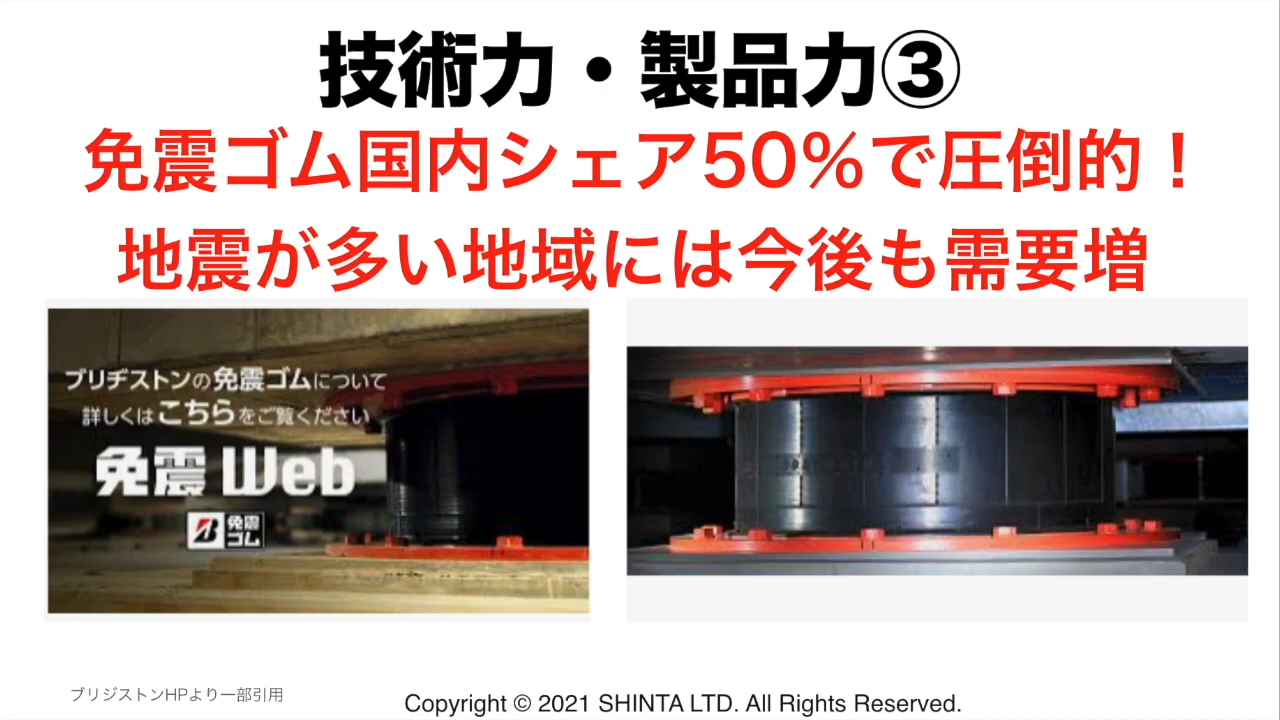 技術力・製品力③
免震ゴム国内シェア50%で圧倒的！
地震が多い地域には今後も需要増
ブリヂストンの免震ゴムについて
詳しくはこちらをご覧ください
免震 Web
B 免震
ゴム
ブリジストンHPより一部引用
Copyright © 2021 SHINTA LTD. All Rights Reserved.